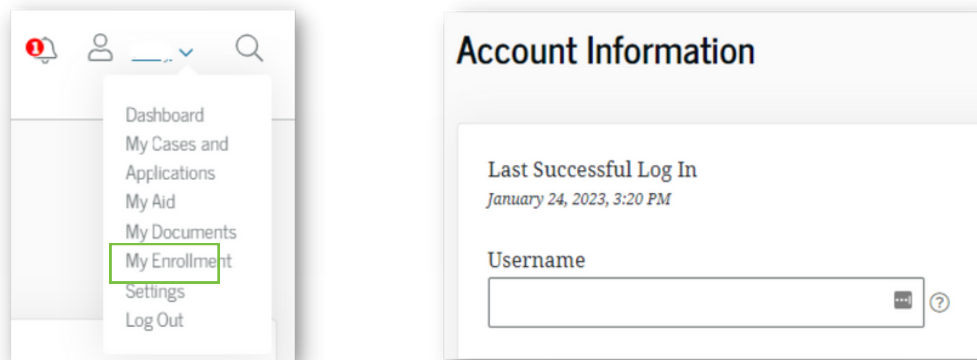 1
Dashboard
My Cases and
Applications
My Aid
My Documents
My Enrollment
Settings
Log Out
Account Information
Last Successful Log In
January 24, 2023, 3:20 PM
Username
?